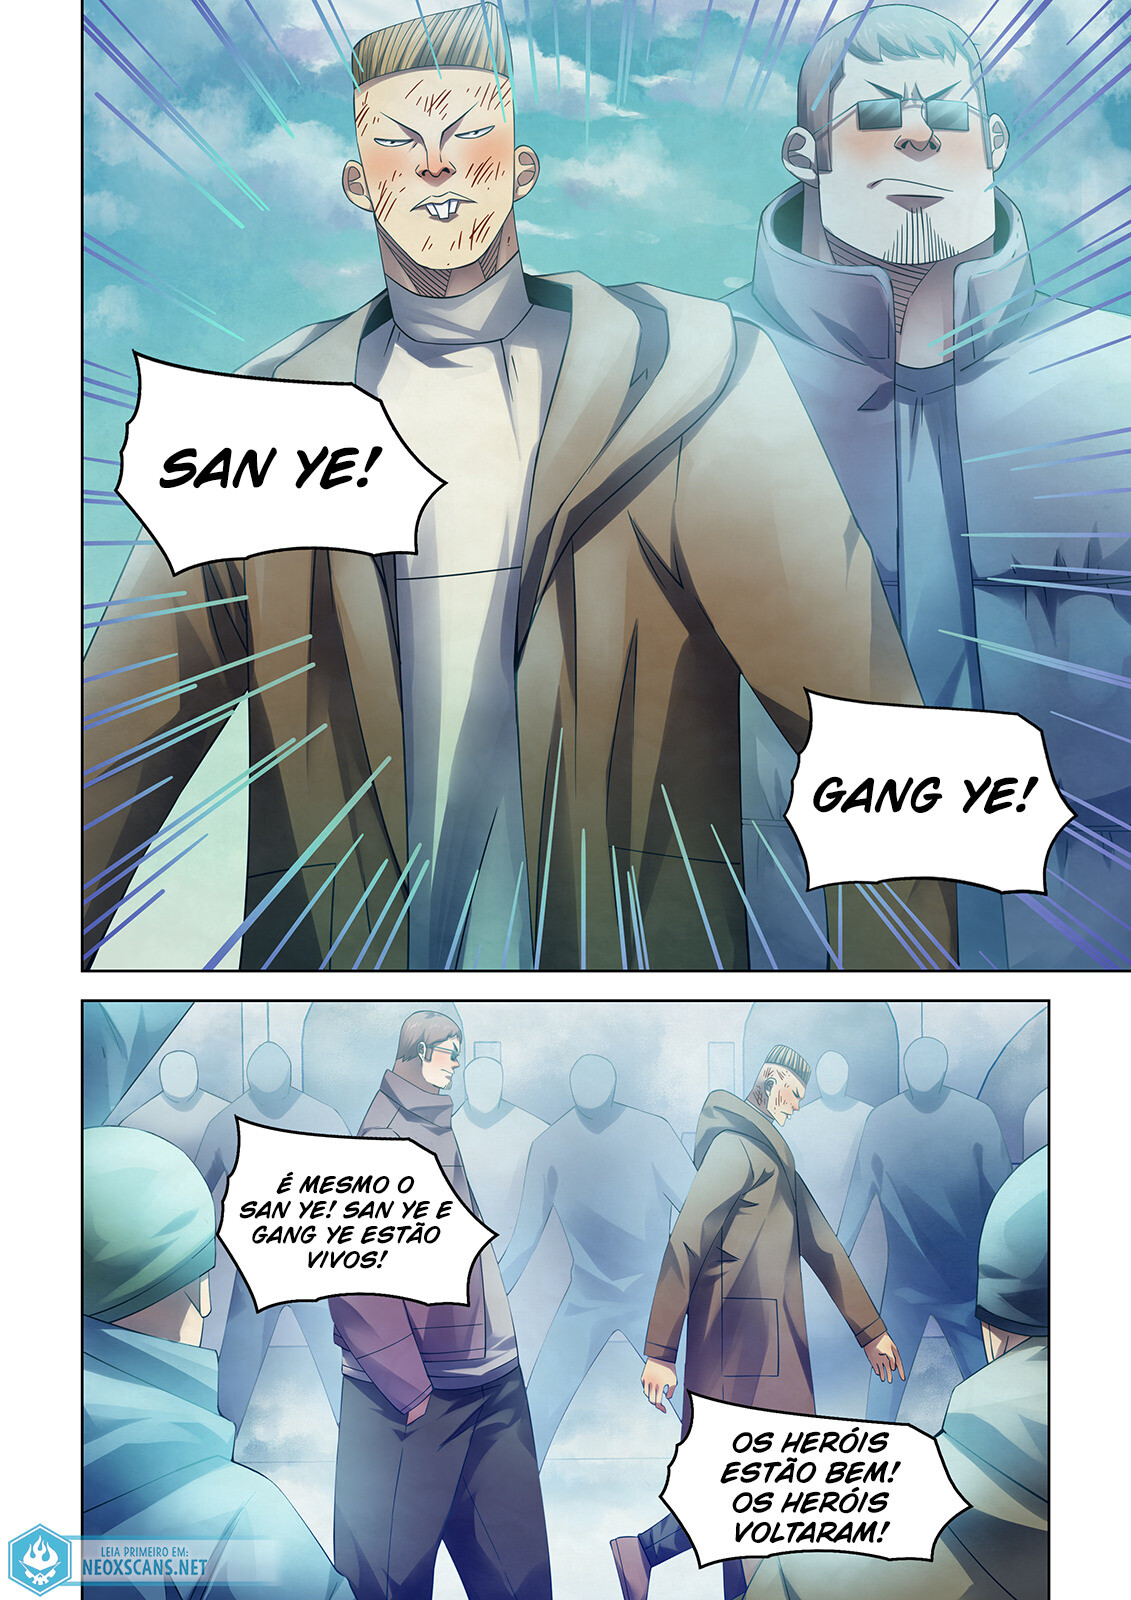 SAN YE!
GANG YE!
É MESMO O
SAN YE! SAN YE E
GANG YE ESTÃO
VIVOS!
OS HERÓIS
ESTÃO BEM!
OS HERÓIS
VOLTARAM!
LEIA PRIMEIRO EM:
NEOXSCANS.NET